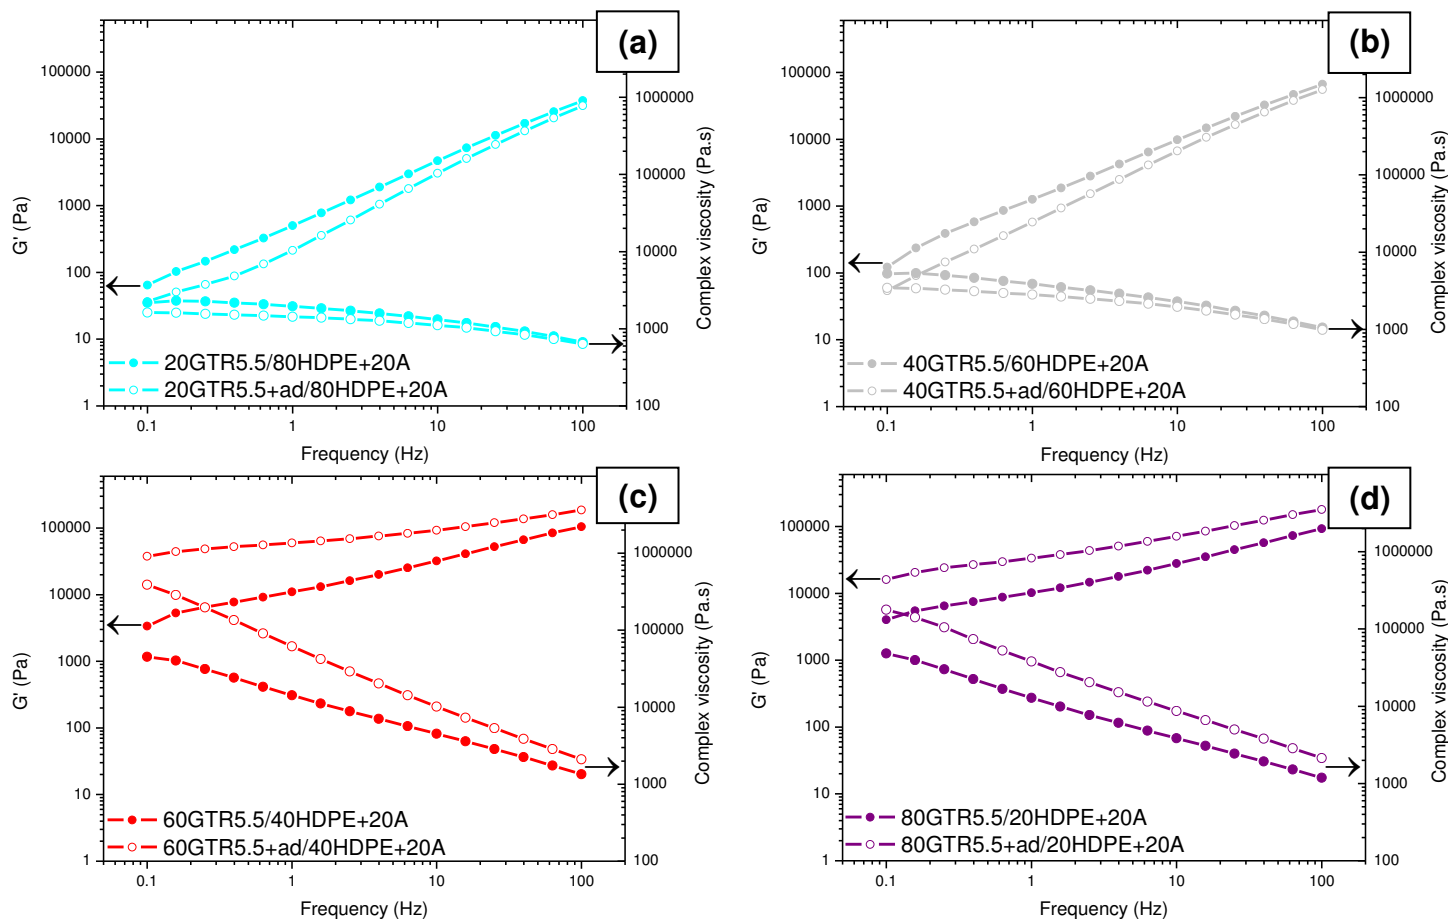 (a)
G' (Pa)
100000
10000
1000
100
10
1
1000000
100000
10000
1000
100
Complex viscosity (Pa.s)
20GTR5.5/80HDPE+20A
20GTR5.5+ad/80HDPE+20A
0.1 1 10 100
Frequency (Hz)
(b)
G' (Pa)
100000
10000
1000
100
10
1
1000000
100000
10000
1000
100
Complex viscosity (Pa.s)
40GTR5.5/60HDPE+20A
40GTR5.5+ad/60HDPE+20A
0.1 1 10 100
Frequency (Hz)
(c)
G' (Pa)
100000
10000
1000
100
10
1
1000000
100000
10000
1000
100
Complex viscosity (Pa.s)
60GTR5.5/40HDPE+20A
60GTR5.5+ad/40HDPE+20A
0.1 1 10 100
Frequency (Hz)
(d)
G' (Pa)
100000
10000
1000
100
10
1
1000000
100000
10000
1000
100
Complex viscosity (Pa.s)
80GTR5.5/20HDPE+20A
80GTR5.5+ad/20HDPE+20A
0.1 1 10 100
Frequency (Hz)